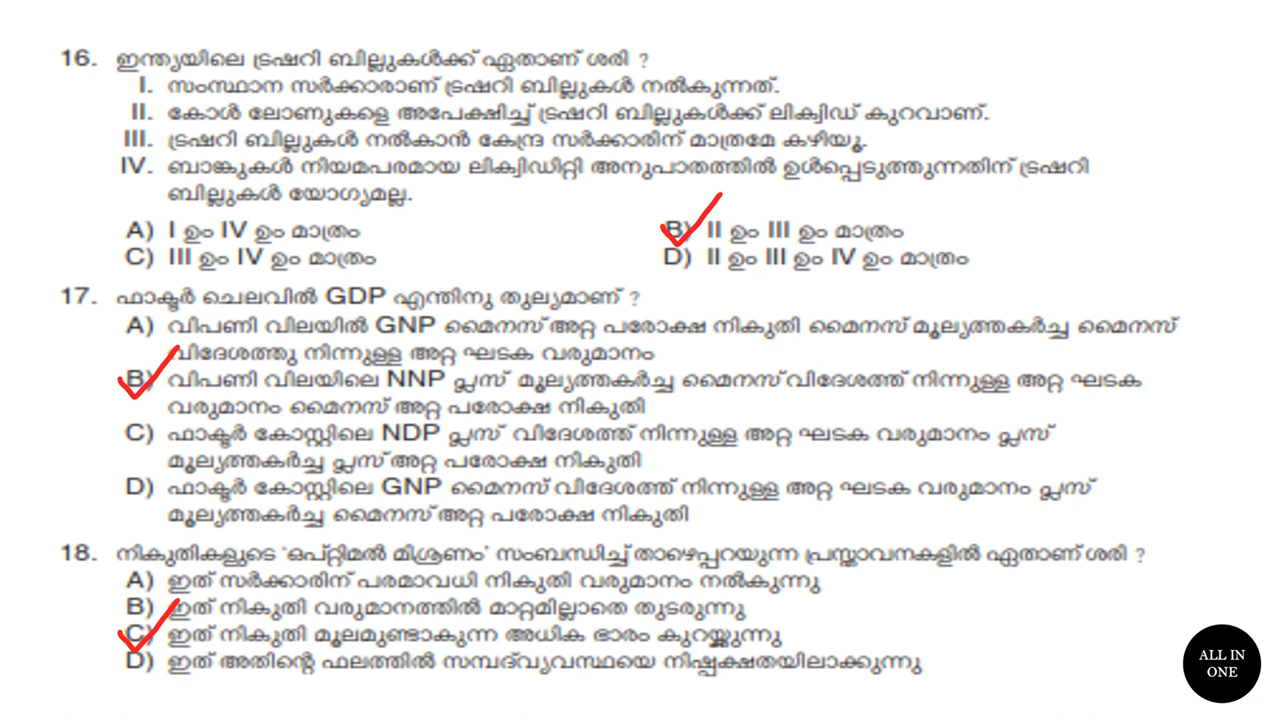 16. ഇന്ത്യയിലെ ട്രഷറി ബില്ലുകൾക്ക് ഏതാണ് ശരി ?
I. സംസ്ഥാന സർക്കാരാണ് ട്രഷറി ബില്ലുകൾ നൽകുന്നത്.
II. കോൾ ലോണുകളെ അപേക്ഷിച്ച് ട്രഷറി ബില്ലുകൾക്ക് ലിക്വിഡ് കുറവാണ്.
III. ട്രഷറി ബില്ലുകൾ നൽകാൻ കേന്ദ്ര സർക്കാരിന് മാത്രമേ കഴിയൂ.
IV. ബാങ്കുകൾ നിയമപരമായ ലിക്വിഡിറ്റി അനുപാതത്തിൽ ഉൾപ്പെടുത്തുന്നതിന് ട്രഷറി
ബില്ലുകൾ യോഗ്യമല്ല.
A) I ഉം IV ഉം മാത്രം B) II ഉം III ഉം മാത്രം
C) III ഉം IV ഉം മാത്രം D) II ഉം III ഉം IV ഉം മാത്രം
17. ഫാക്ടർ ചെലവിൽ GDP എന്തിനു തുല്യമാണ് ?
A) വിപണി വിലയിൽ GNP മൈനസ് അറ്റ പരോക്ഷ നികുതി മൈനസ് മൂല്യത്തകർച്ച മൈനസ്
വിദേശത്തു നിന്നുള്ള അറ്റ ഘടക വരുമാനം
B) വിപണി വിലയിലെ NNP പ്ലസ് മൂല്യത്തകർച്ച മൈനസ് വിദേശത്ത് നിന്നുള്ള അറ്റ ഘടക
വരുമാനം മൈനസ് അറ്റ പരോക്ഷ നികുതി
C) ഫാക്ടർ കോസ്റ്റിലെ NDP പ്ലസ് വിദേശത്ത് നിന്നുള്ള അറ്റ ഘടക വരുമാനം പ്ലസ്
മൂല്യത്തകർച്ച പ്ലസ് അറ്റ പരോക്ഷ നികുതി
D) ഫാക്ടർ കോസ്റ്റിലെ GNP മൈനസ് വിദേശത്ത് നിന്നുള്ള അറ്റ ഘടക വരുമാനം പ്ലസ്
മൂല്യത്തകർച്ച മൈനസ് അറ്റ പരോക്ഷ നികുതി
18. നികുതികളുടെ 'ഒപ്റ്റിമൽ മിശ്രണം' സംബന്ധിച്ച് താഴെപ്പറയുന്ന പ്രസ്താവനകളിൽ ഏതാണ് ശരി ?
A) ഇത് സർക്കാരിന് പരമാവധി നികുതി വരുമാനം നൽകുന്നു
B) ഇത് നികുതി വരുമാനത്തിൽ മാറ്റമില്ലാതെ തുടരുന്നു
C) ഇത് നികുതി മൂലമുണ്ടാകുന്ന അധിക ഭാരം കുറയ്ക്കുന്നു
D) ഇത് അതിന്റെ ഫലത്തിൽ സമ്പദ്‌വ്യവസ്ഥയെ നിഷ്പക്ഷതയിലാക്കുന്നു
ALL IN
ONE